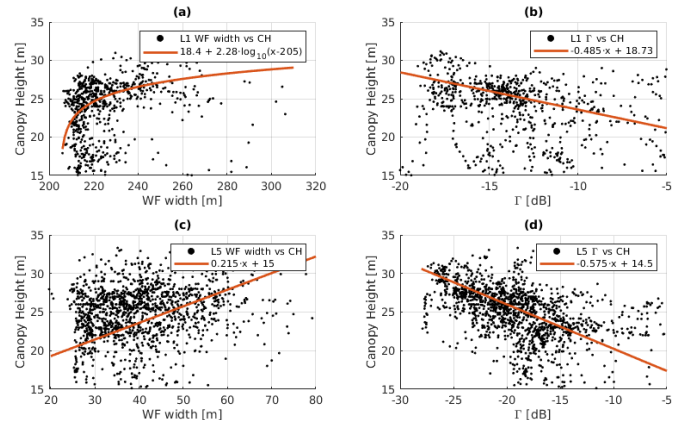 (a)
L1 WF width vs CH
18.4 + 2.28·log10(x-205)
Canopy Height [m]
35
30
25
20
15
200 220 240 260 280 300 320
WF width [m]
(b)
L1 Γ vs CH
-0.485·x + 18.73
Canopy Height [m]
35
30
25
20
15
-20 -15 -10 -5
Γ [dB]
(c)
L5 WF width vs CH
0.215·x + 15
Canopy Height [m]
35
30
25
20
15
20 30 40 50 60 70 80
WF width [m]
(d)
L5 Γ vs CH
-0.575·x + 14.5
Canopy Height [m]
35
30
25
20
15
-30 -25 -20 -15 -10 -5
Γ [dB]